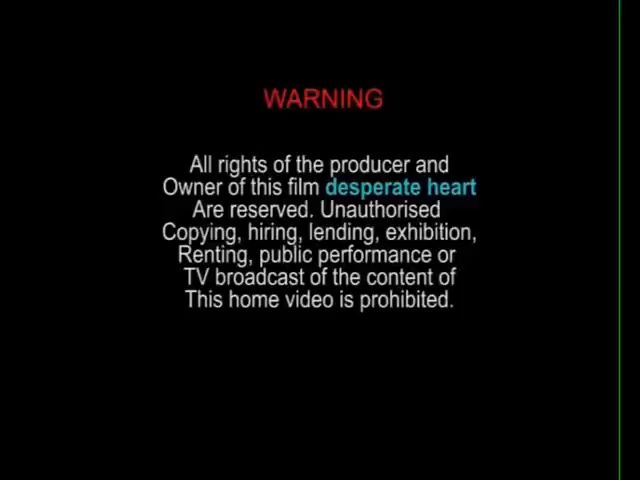 WARNING
All rights of the producer and
Owner of this film desperate heart
Are reserved. Unauthorised
Copying, hiring, lending, exhibition,
Renting, public performance or
TV broadcast of the content of
This home video is prohibited.